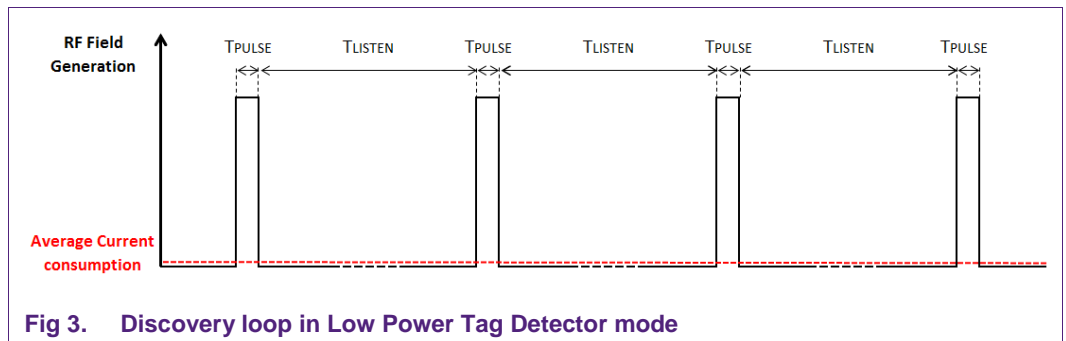 RF Field
Generation
TPULSE TLISTEN TPULSE TLISTEN TPULSE TLISTEN TPULSE
Average Current
consumption
Fig 3. Discovery loop in Low Power Tag Detector mode